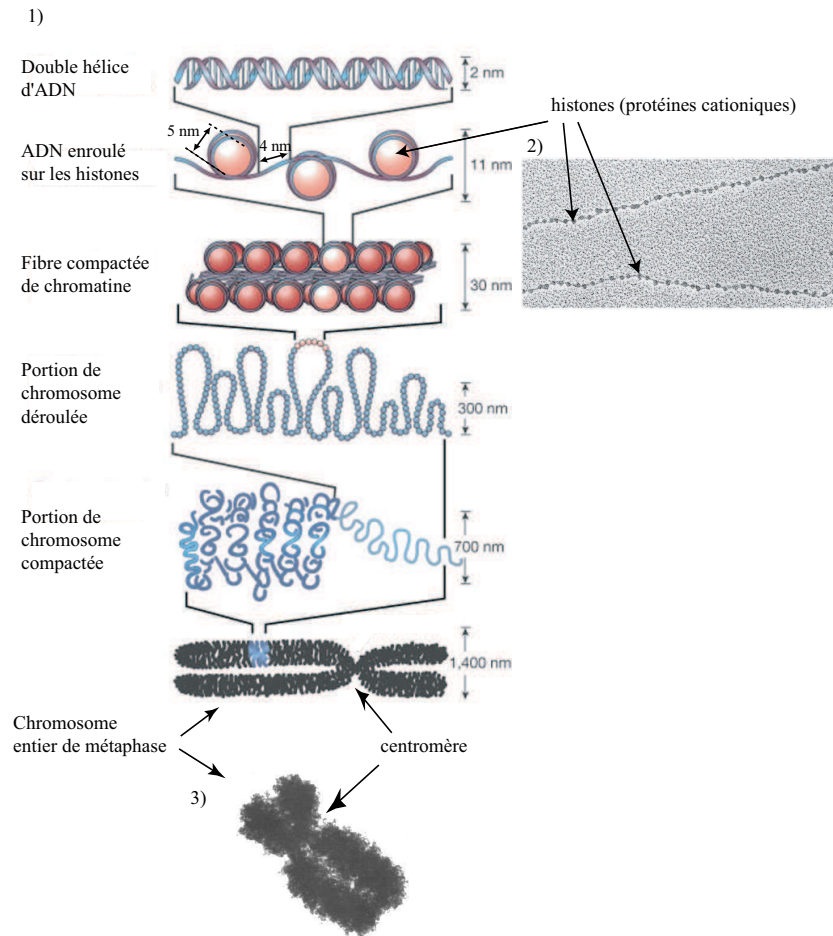 1)
Double hélice
d'ADN
2 nm
histones (protéines cationiques)
5 nm
4 nm
ADN enroulé
sur les histones
11 nm
2)
Fibre compactée
de chromatine
30 nm
Portion de
chromosome
déroulée
300 nm
Portion de
chromosome
compactée
700 nm
1,400 nm
Chromosome
entier de métaphase
centromère
3)